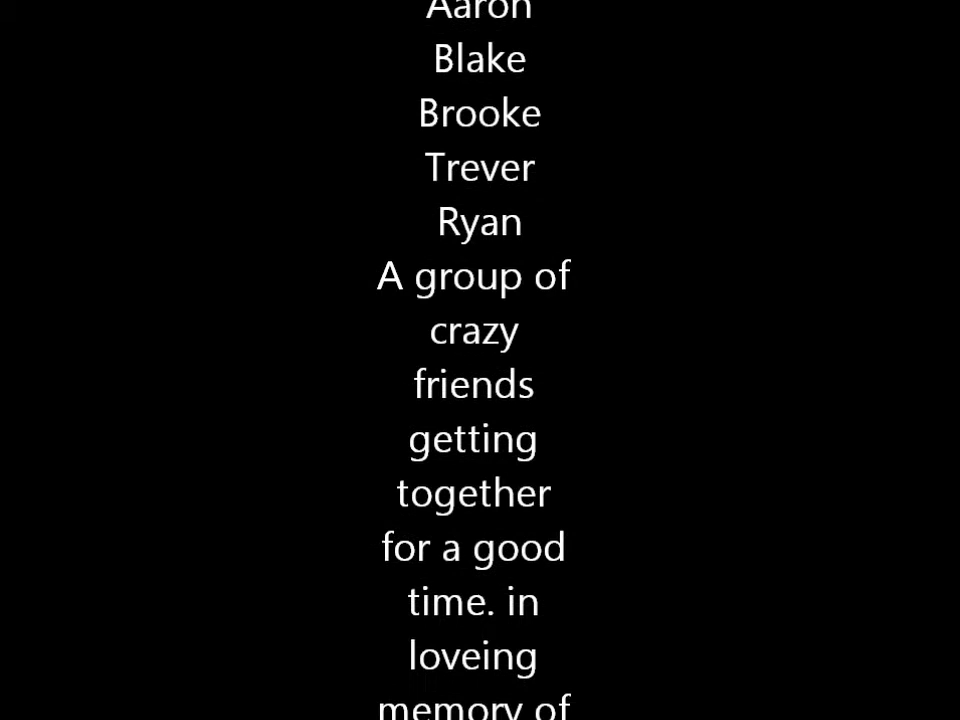 Aaron
Blake
Brooke
Trever
Ryan
A group of
crazy
friends
getting
together
for a good
time. in
loveing
memory of